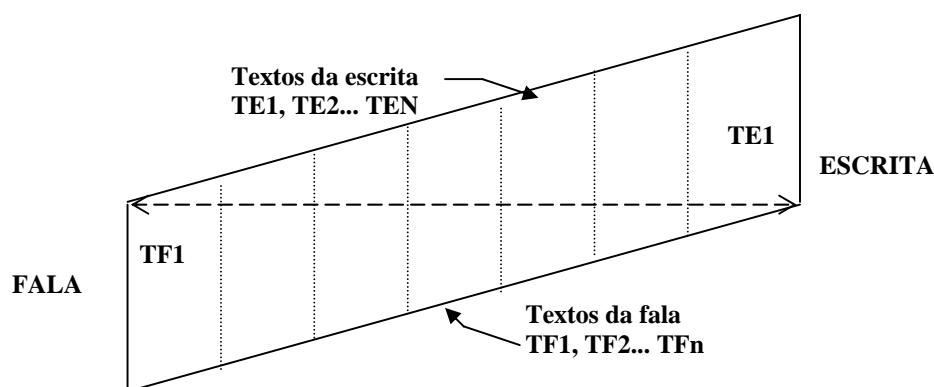 Textos da escrita
TE1, TE2... TEN
TE1
ESCRITA
TF1
FALA
Textos da fala
TF1, TF2... TFn